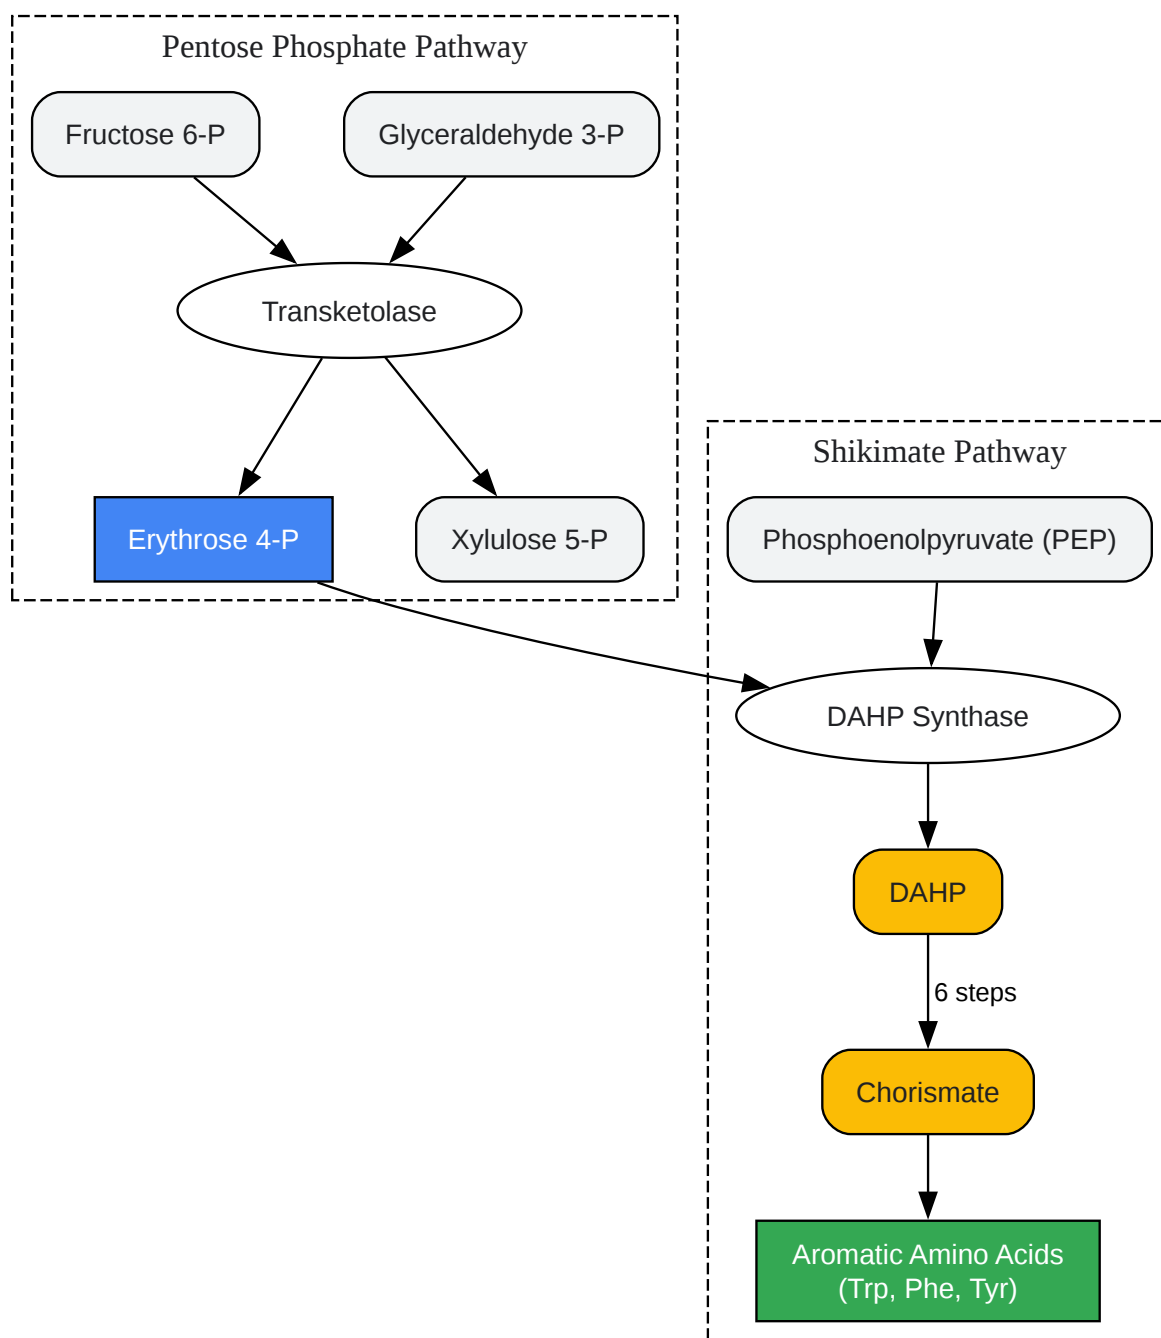 Pentose Phosphate Pathway
Fructose 6-P
Glyceraldehyde 3-P
Transketolase
Erythrose 4-P
Xylulose 5-P
Shikimate Pathway
Phosphoenolpyruvate (PEP)
DAHP Synthase
DAHP
6 steps
Chorismate
Aromatic Amino Acids
(Trp, Phe, Tyr)